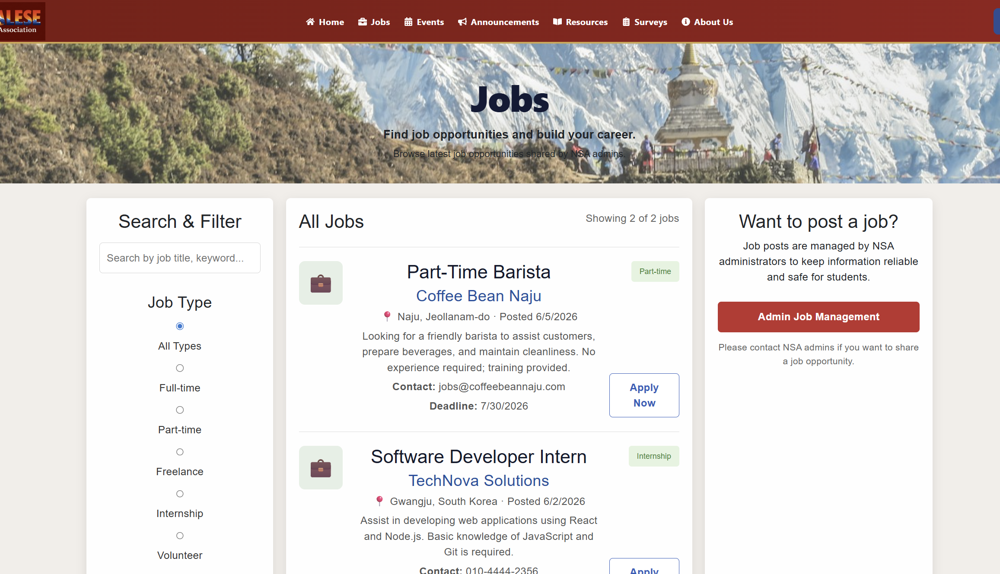 ALESE
Association
Home
Jobs
Events
Announcements
Resources
Surveys
About Us
Jobs
Find job opportunities and build your career.
Browse latest job opportunities shared by NSA admins.
Search & Filter
Search by job title, keyword...
Job Type
All Types
Full-time
Part-time
Freelance
Internship
Volunteer
All Jobs
Showing 2 of 2 jobs
Part-Time Barista
Part-time
Coffee Bean Naju
Naju, Jeollanam-do · Posted 6/5/2026
Looking for a friendly barista to assist customers,
prepare beverages, and maintain cleanliness. No
experience required; training provided.
Contact: jobs@coffeebeannaju.com
Deadline: 7/30/2026
Apply
Now
Software Developer Intern
Internship
TechNova Solutions
Gwangju, South Korea · Posted 6/2/2026
Assist in developing web applications using React
and Node.js. Basic knowledge of JavaScript and
Git is required.
Contact: 010-4444-2356
Apply
Want to post a job?
Job posts are managed by NSA
administrators to keep information reliable
and safe for students.
Admin Job Management
Please contact NSA admins if you want to share
a job opportunity.